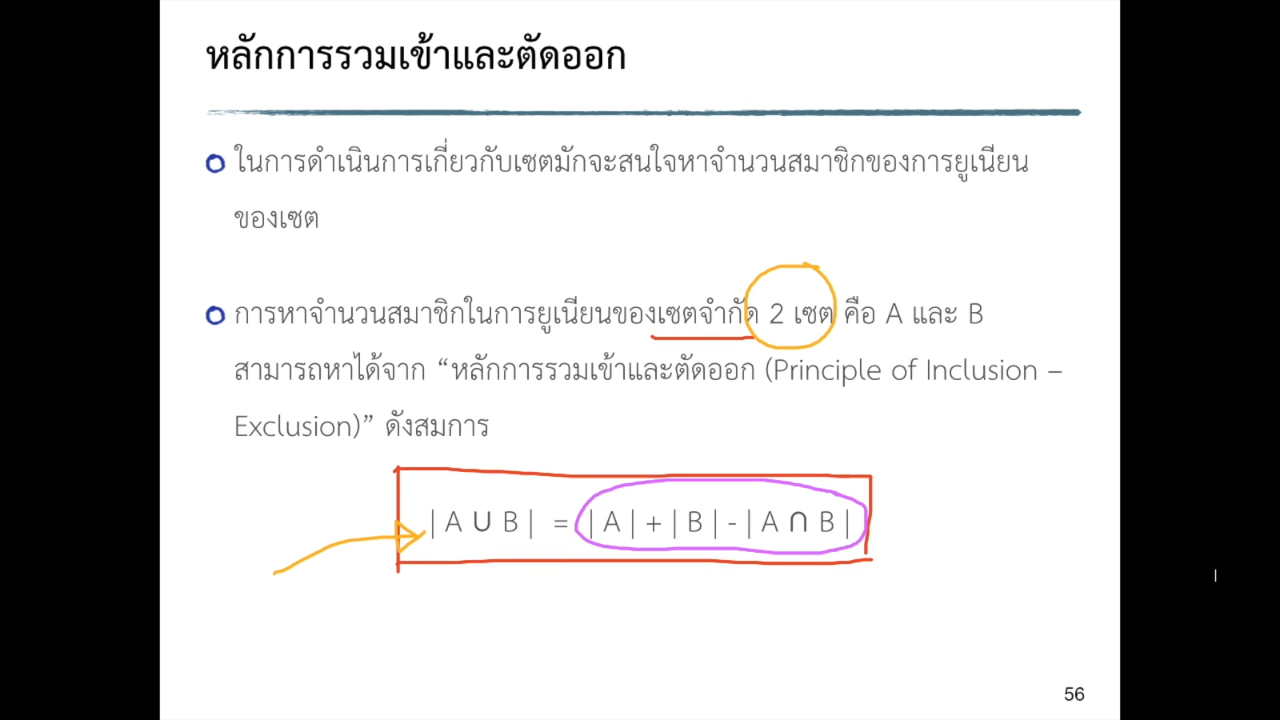 หลักการรวมเข้าและตัดออก
ในการดำเนินการเกี่ยวกับเซตมักจะสนใจหาจำนวนสมาชิกของการยูเนียน
ของเซต
การหาจำนวนสมาชิกในการยูเนียนของเซตจำกัด 2 เซต คือ A และ B
สามารถหาได้จาก “หลักการรวมเข้าและตัดออก (Principle of Inclusion –
Exclusion)” ดังสมการ
|A ∪ B| = |A|+|B|-|A ∩ B|
56